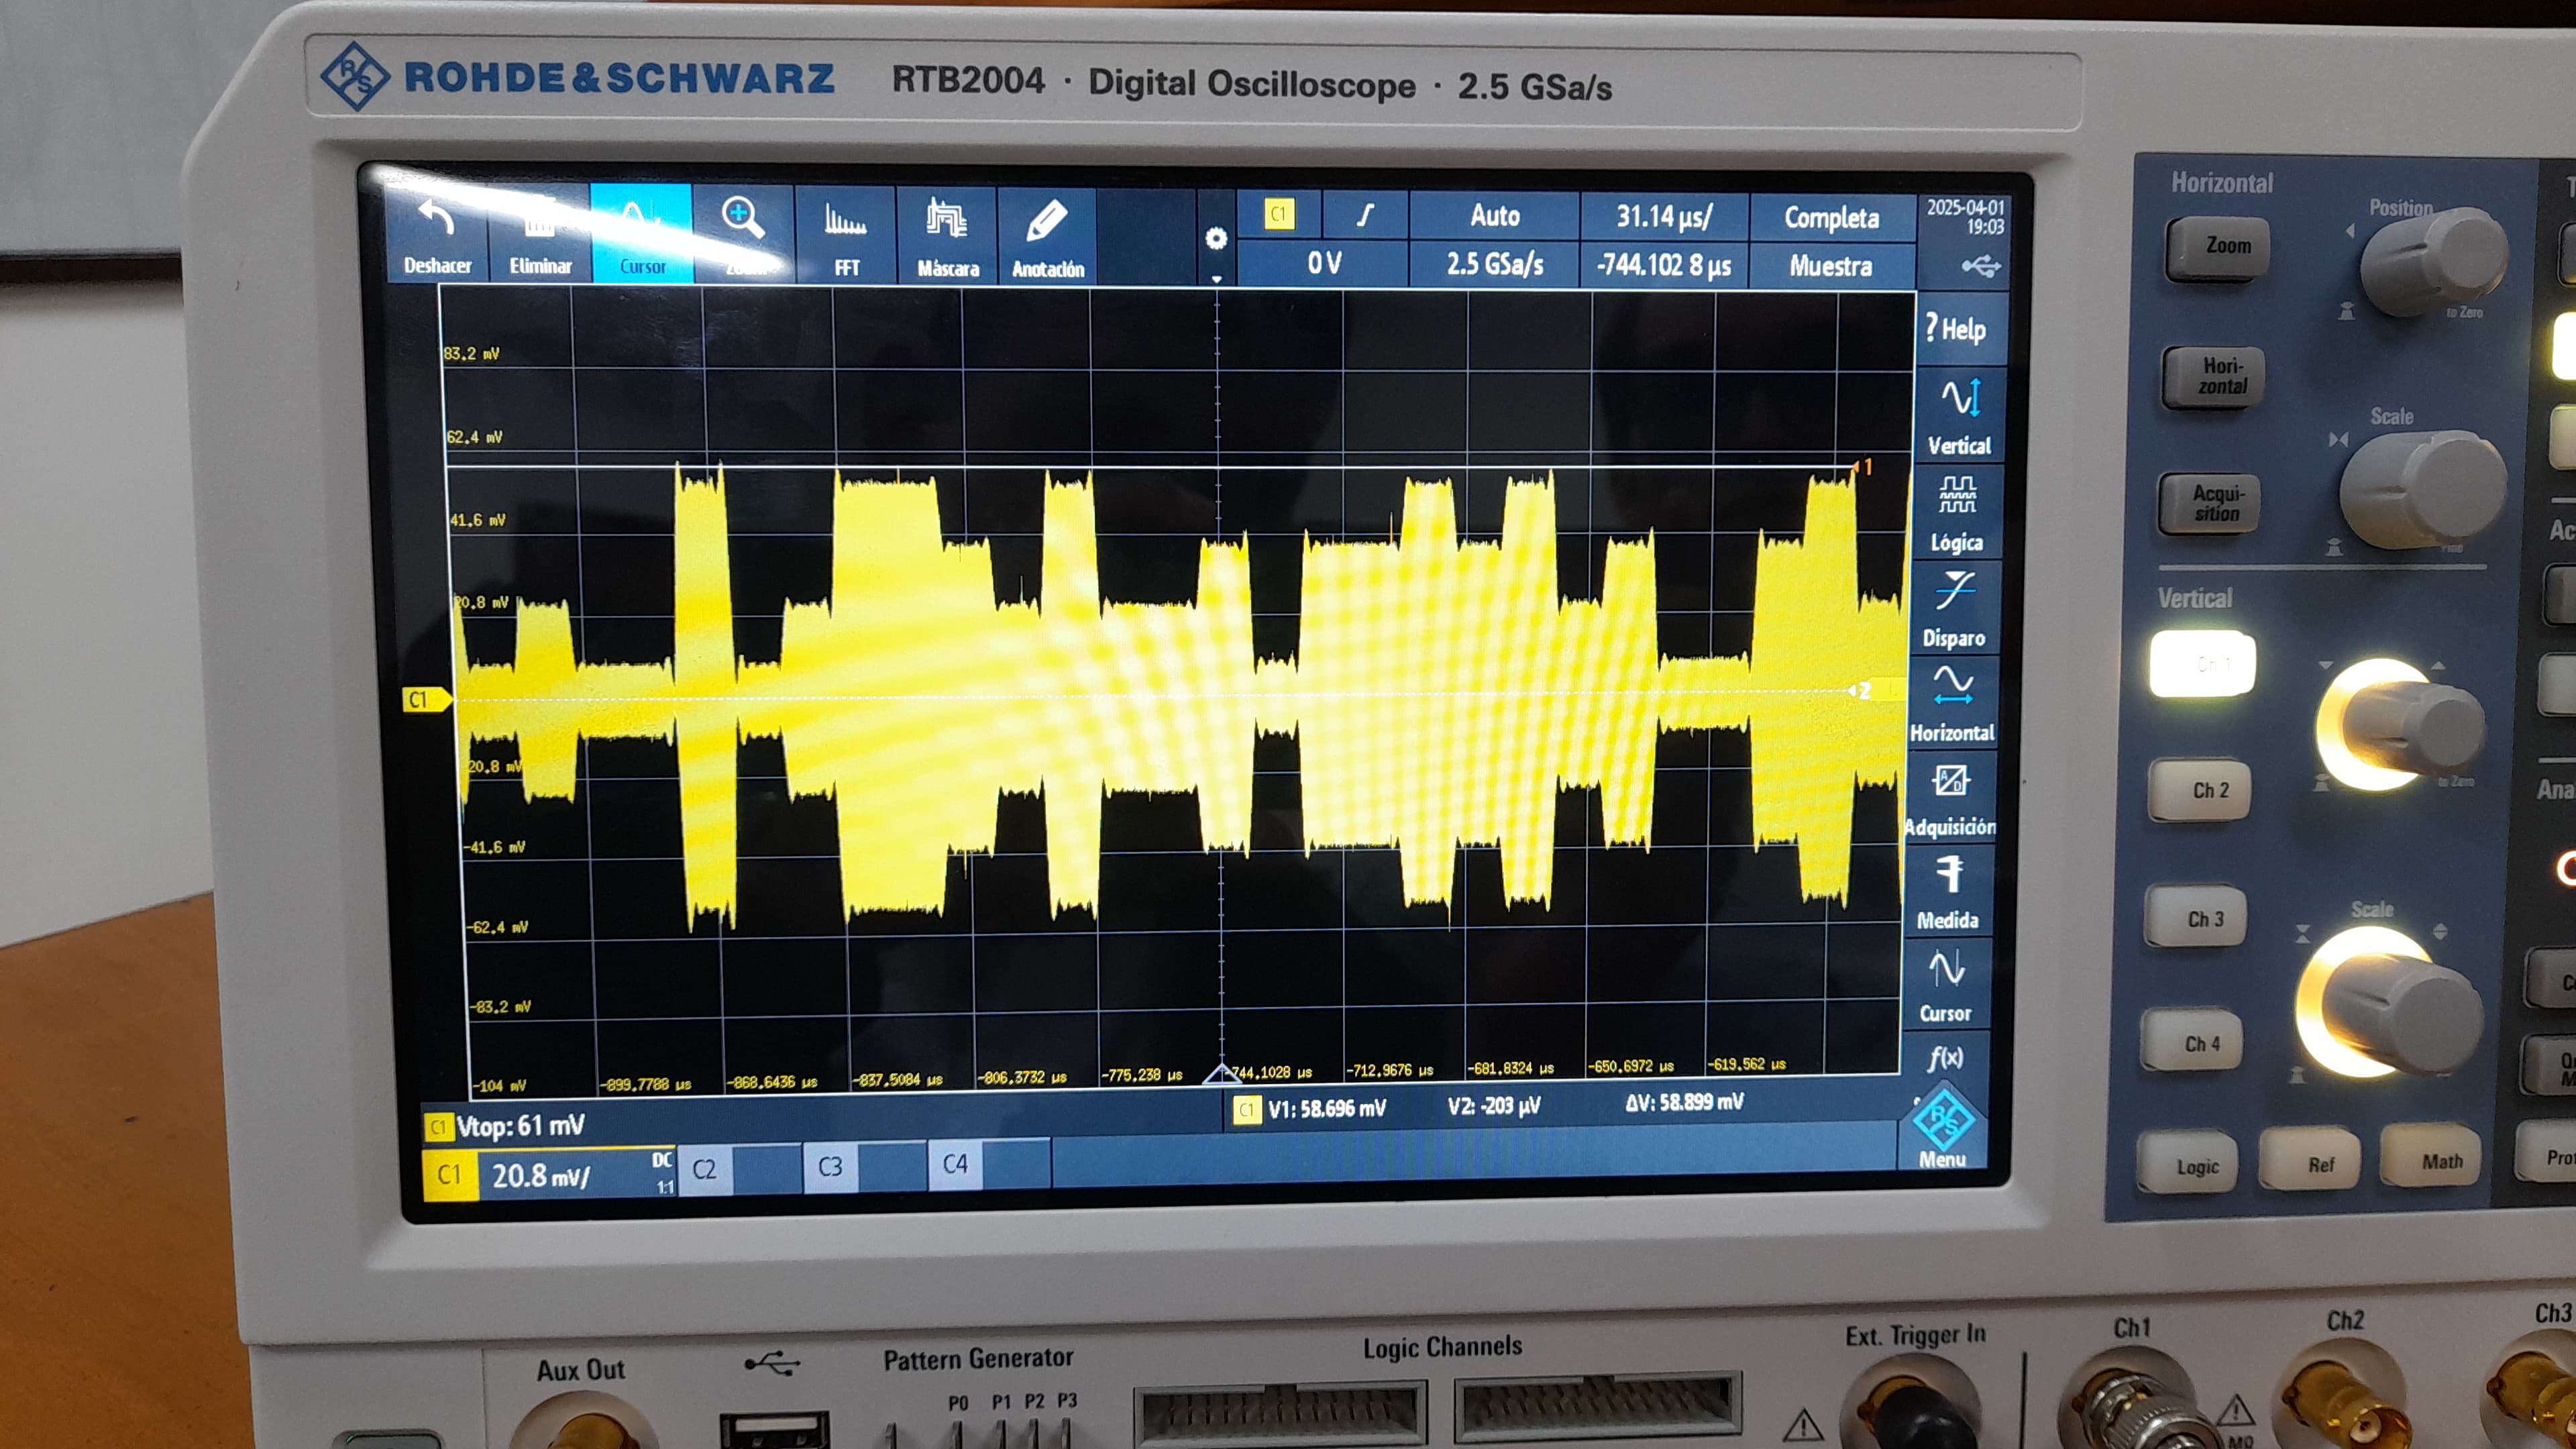 ROHDE&SCHWARZ RTB2004 · Digital Oscilloscope · 2.5 GSa/s
Deshacer Eliminar Cursor FFT Máscara Anotación
C1 Auto 31.14 µs/ Completa
0 V 2.5 GSa/s -744.102 8 µs Muestra
2025-04-01
19:03
83.2 mV
62.4 mV
41.6 mV
20.8 mV
C1
20.8 mV
-41.6 mV
-62.4 mV
-83.2 mV
-104 mV
1
2
-899.7788 µs -868.6436 µs -837.5084 µs -806.3732 µs -775.238 µs -744.1028 µs -712.9676 µs -681.8324 µs -650.6972 µs -619.562 µs
? Help
Vertical
Lógica
Disparo
Horizontal
Adquisición
Medida
Cursor
f(x)
Menu
C1 Vtop: 61 mV
C1 V1: 58.696 mV V2: -203 µV ΔV: 58.899 mV
C1 20.8 mV/ DC
1:1
C2 C3 C4
Horizontal
Position
to Zero
Zoom
Hori-
zontal
Scale
Acqui-
sition
Vertical
Ch 2
to Zero
Ch 3
Scale
Ch 4
Logic Ref Math
Aux Out
Pattern Generator
P0 P1 P2 P3
Logic Channels
Ext. Trigger In
Ch1
Ch2
Ch3